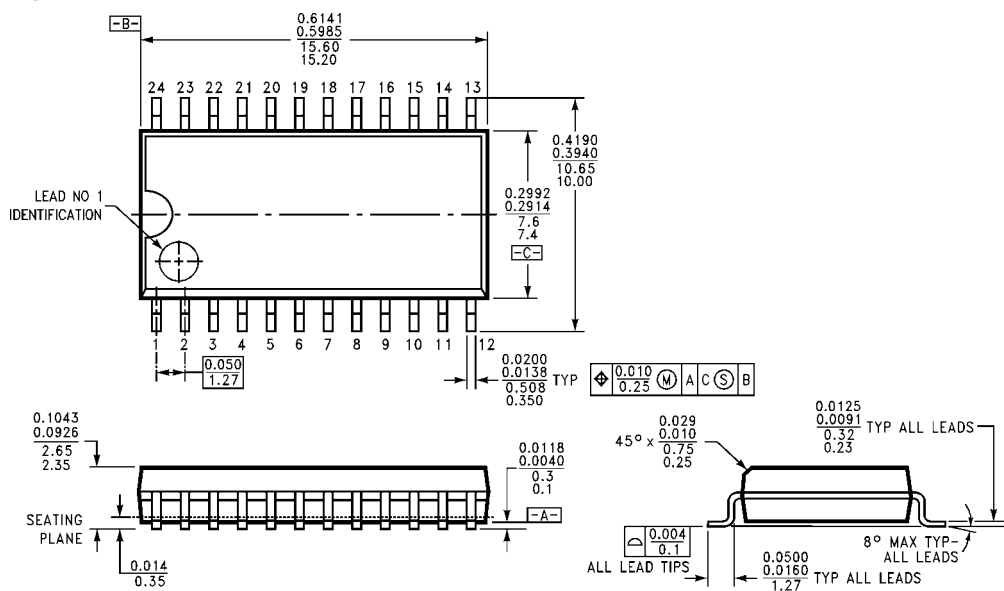 -B-
0.6141
0.5985
15.60
15.20
24 23 22 21 20 19 18 17 16 15 14 13
LEAD NO 1
IDENTIFICATION
0.4190
0.3940
10.65
10.00
0.2992
0.2914
7.6
7.4
-C-
1 2 3 4 5 6 7 8 9 10 11 12
0.050
1.27
0.0200
0.0138
0.508
0.350
TYP
0.010
0.25
M A C S B
0.1043
0.0926
2.65
2.35
SEATING
PLANE
0.014
0.35
0.0118
0.0040
0.3
0.1
-A-
45° x
0.029
0.010
0.75
0.25
0.0125
0.0091
0.32
0.23
TYP ALL LEADS
0.004
0.1
ALL LEAD TIPS
8° MAX TYP-
ALL LEADS
0.0500
0.0160
1.27
TYP ALL LEADS